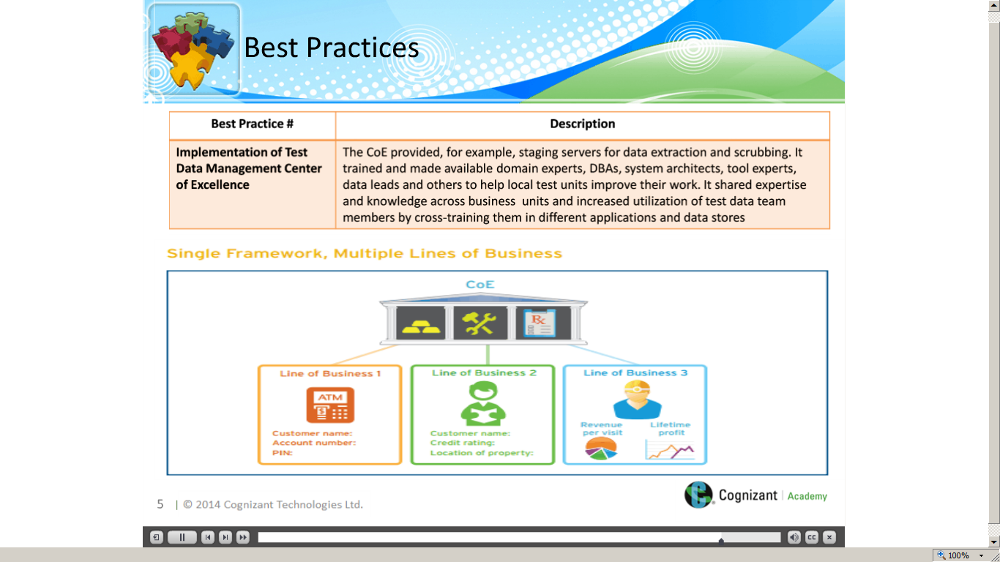 Best Practices
Best Practice #
Description
Implementation of Test
Data Management Center
of Excellence
The CoE provided, for example, staging servers for data extraction and scrubbing. It
trained and made available domain experts, DBAs, system architects, tool experts,
data leads and others to help local test units improve their work. It shared expertise
and knowledge across business units and increased utilization of test data team
members by cross-training them in different applications and data stores
Single Framework, Multiple Lines of Business
CoE
Rx
Line of Business 1
ATM
$
Customer name:
Account number:
PIN:
Line of Business 2
Customer name:
Credit rating:
Location of property:
Line of Business 3
Revenue
per visit
Lifetime
profit
5 | © 2014 Cognizant Technologies Ltd.
Cognizant | Academy
CC
100%